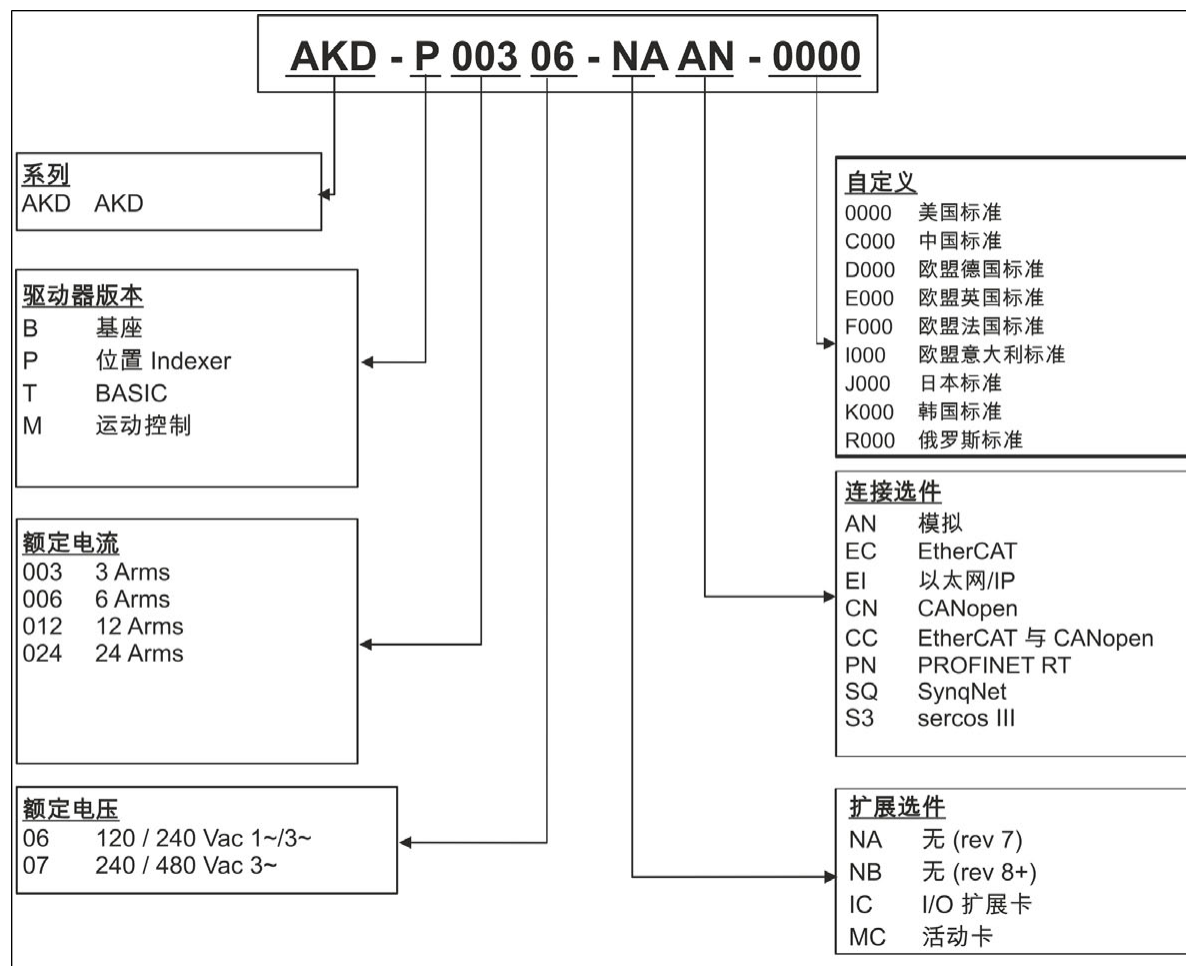 AKD - P 003 06 - NA AN - 0000
系列
AKD AKD
驱动器版本
B 基座
P 位置 Indexer
T BASIC
M 运动控制
额定电流
003 3 Arms
006 6 Arms
012 12 Arms
024 24 Arms
额定电压
06 120 / 240 Vac 1~/3~
07 240 / 480 Vac 3~
自定义
0000 美国标准
C000 中国标准
D000 欧盟德国标准
E000 欧盟英国标准
F000 欧盟法国标准
I000 欧盟意大利标准
J000 日本标准
K000 韩国标准
R000 俄罗斯标准
连接选件
AN 模拟
EC EtherCAT
EI 以太网/IP
CN CANopen
CC EtherCAT 与 CANopen
PN PROFINET RT
SQ SynqNet
S3 sercos III
扩展选件
NA 无 (rev 7)
NB 无 (rev 8+)
IC I/O 扩展卡
MC 活动卡